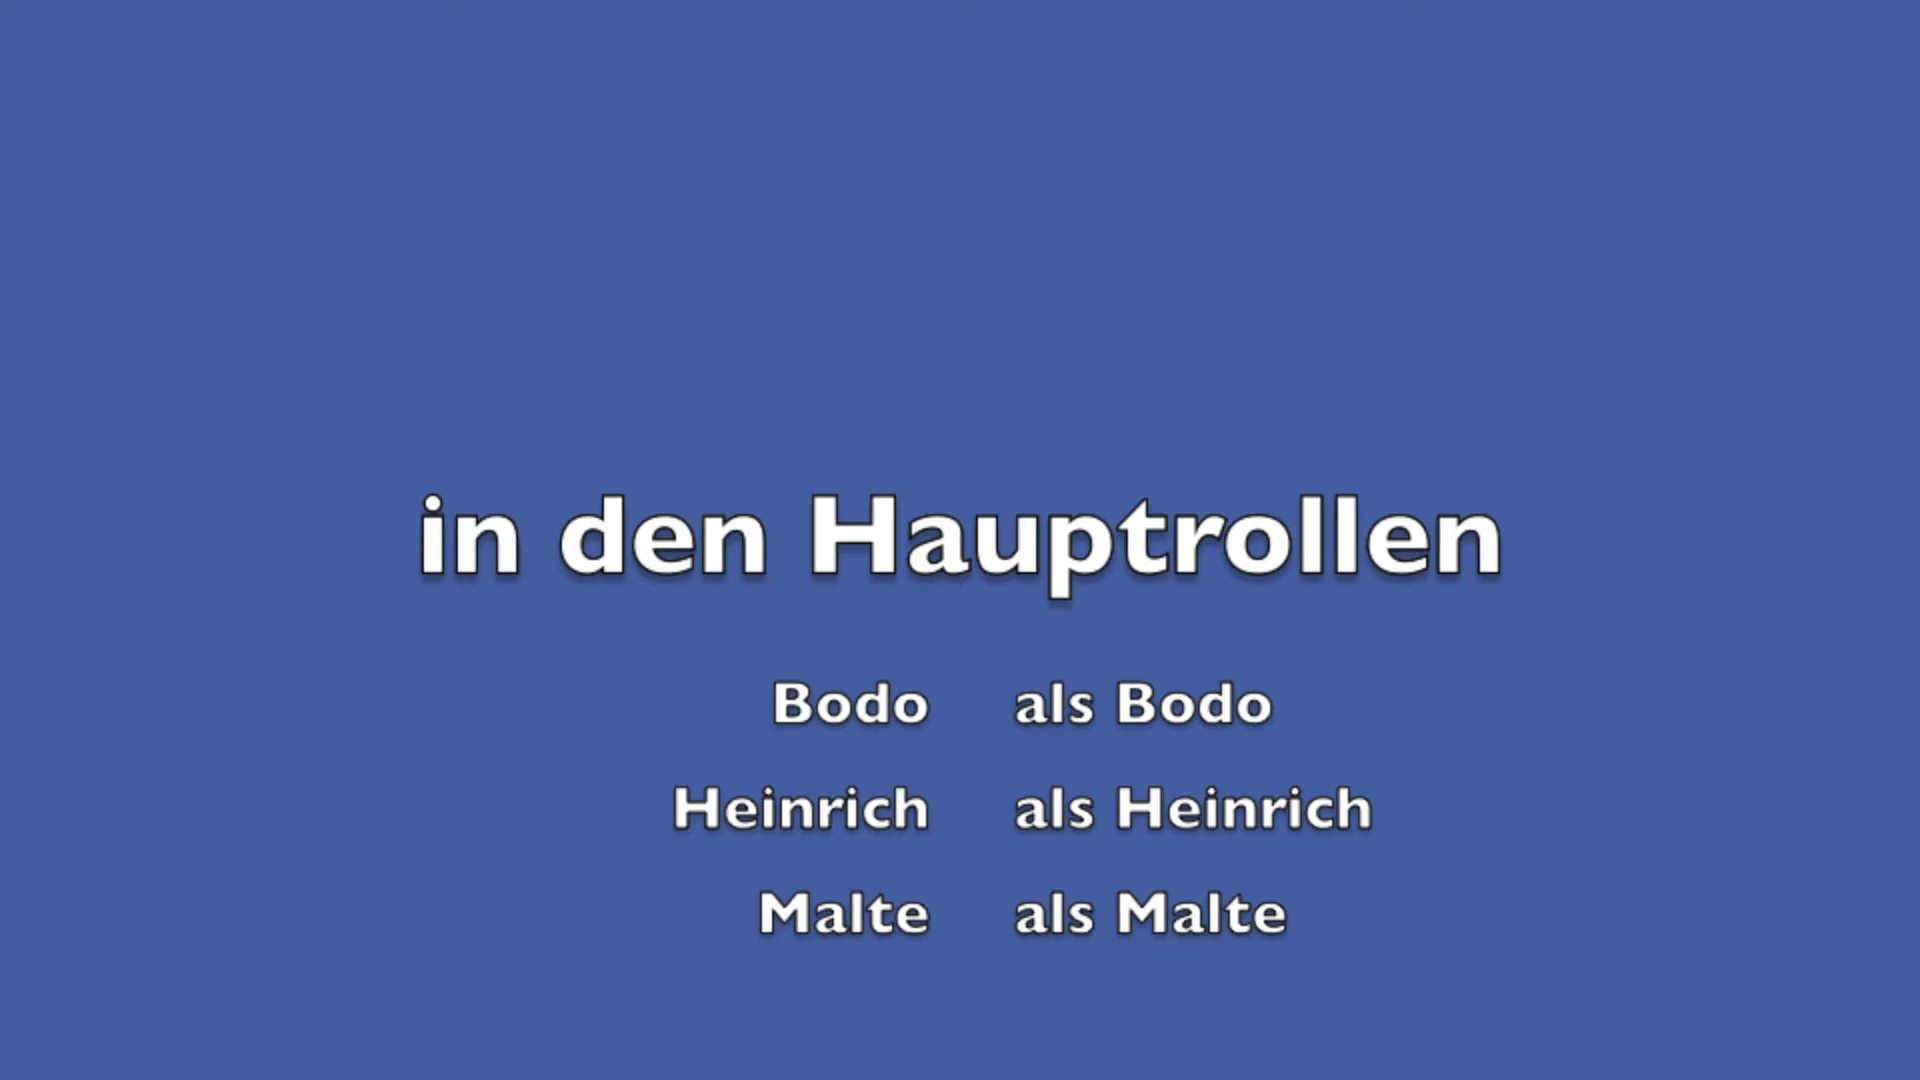 in den Hauptrollen
Bodo als Bodo
Heinrich als Heinrich
Malte als Malte